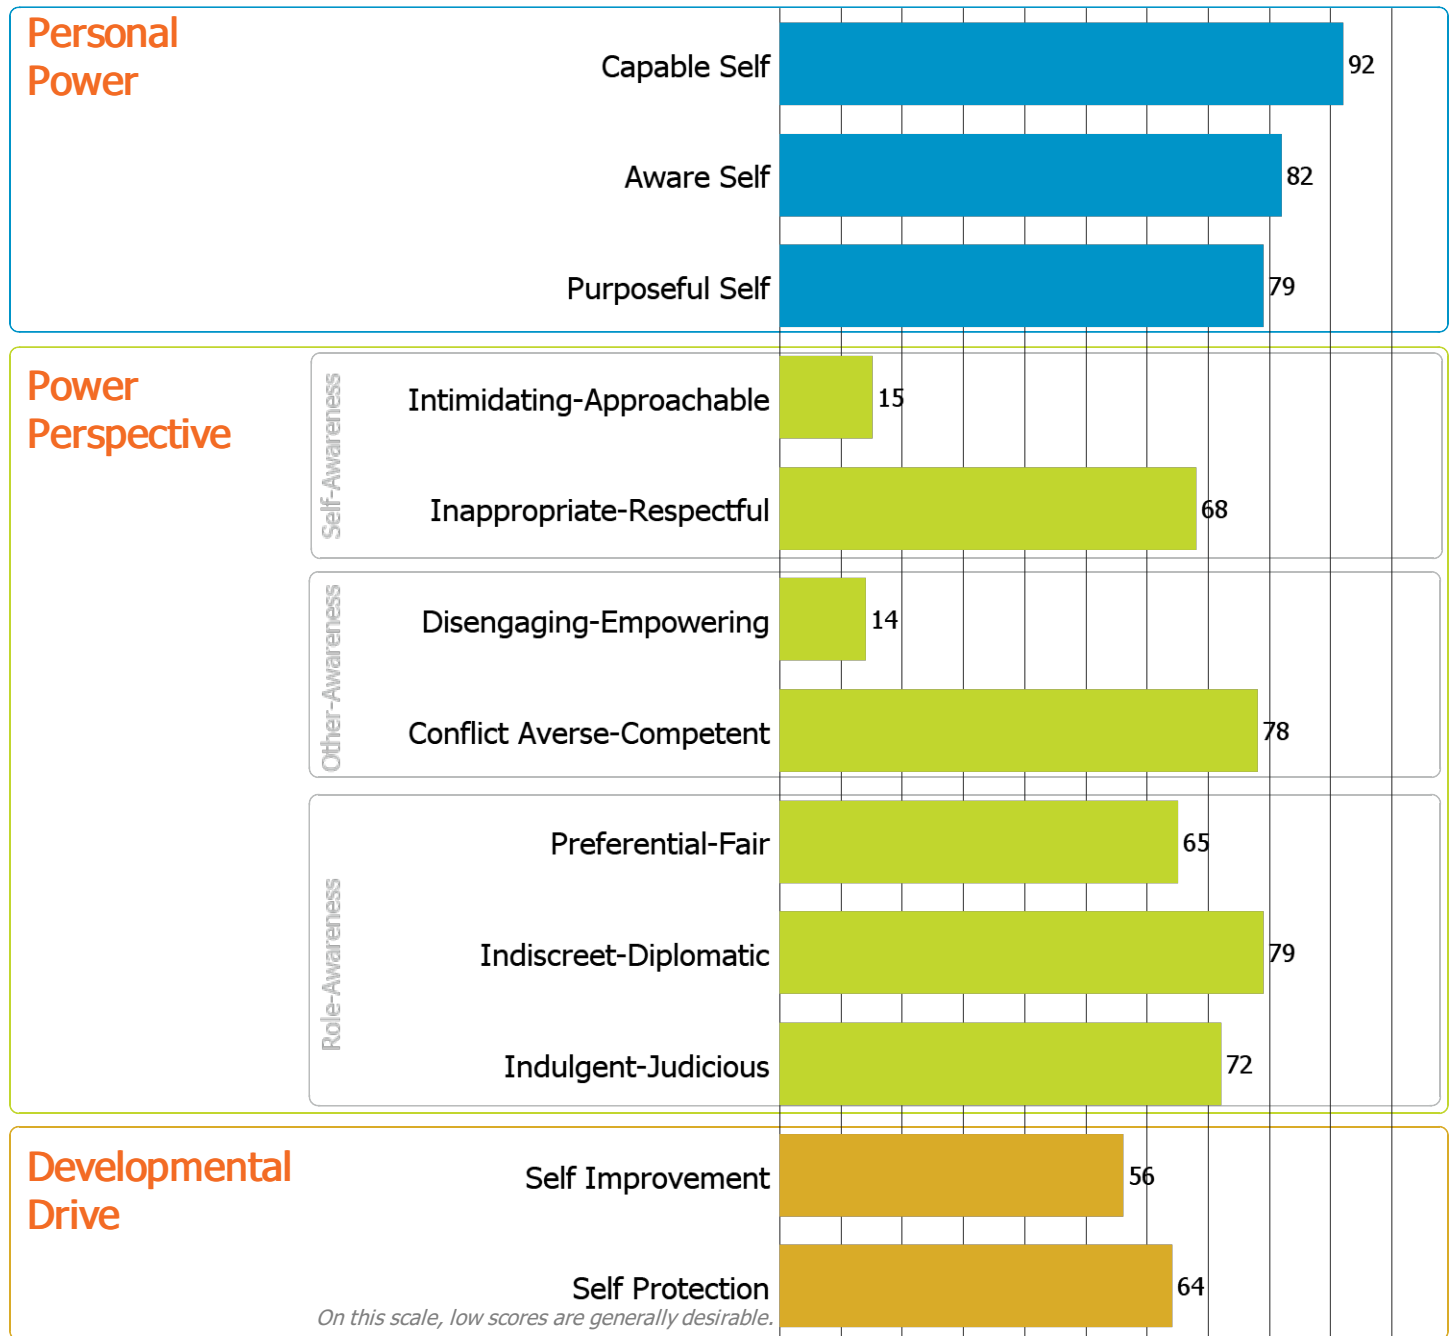 Personal
Power
Capable Self
92
Aware Self
82
Purposeful Self
79
Power
Perspective
Self-Awareness
Intimidating-Approachable
15
Inappropriate-Respectful
68
Other-Awareness
Disengaging-Empowering
14
Conflict Averse-Competent
78
Role-Awareness
Preferential-Fair
65
Indiscreet-Diplomatic
79
Indulgent-Judicious
72
Developmental
Drive
Self Improvement
56
Self Protection
64
On this scale, low scores are generally desirable.